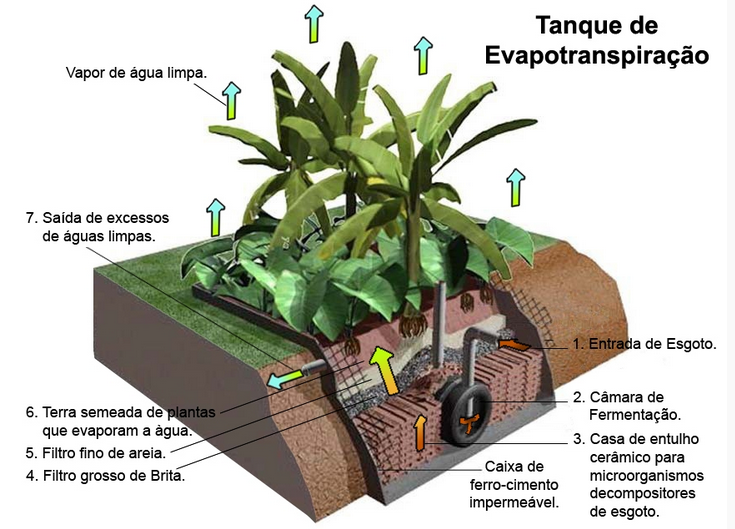 Tanque de
Evapotranspiração
Vapor de água limpa.
7. Saída de excessos
de águas limpas.
1. Entrada de Esgoto.
2. Câmara de
Fermentação.
3. Casa de entulho
cerâmico para
microorganismos
decompositores
de esgoto.
6. Terra semeada de plantas
que evaporam a àgua.
5. Filtro fino de areia.
4. Filtro grosso de Brita.
Caixa de
ferro-cimento
impermeável.